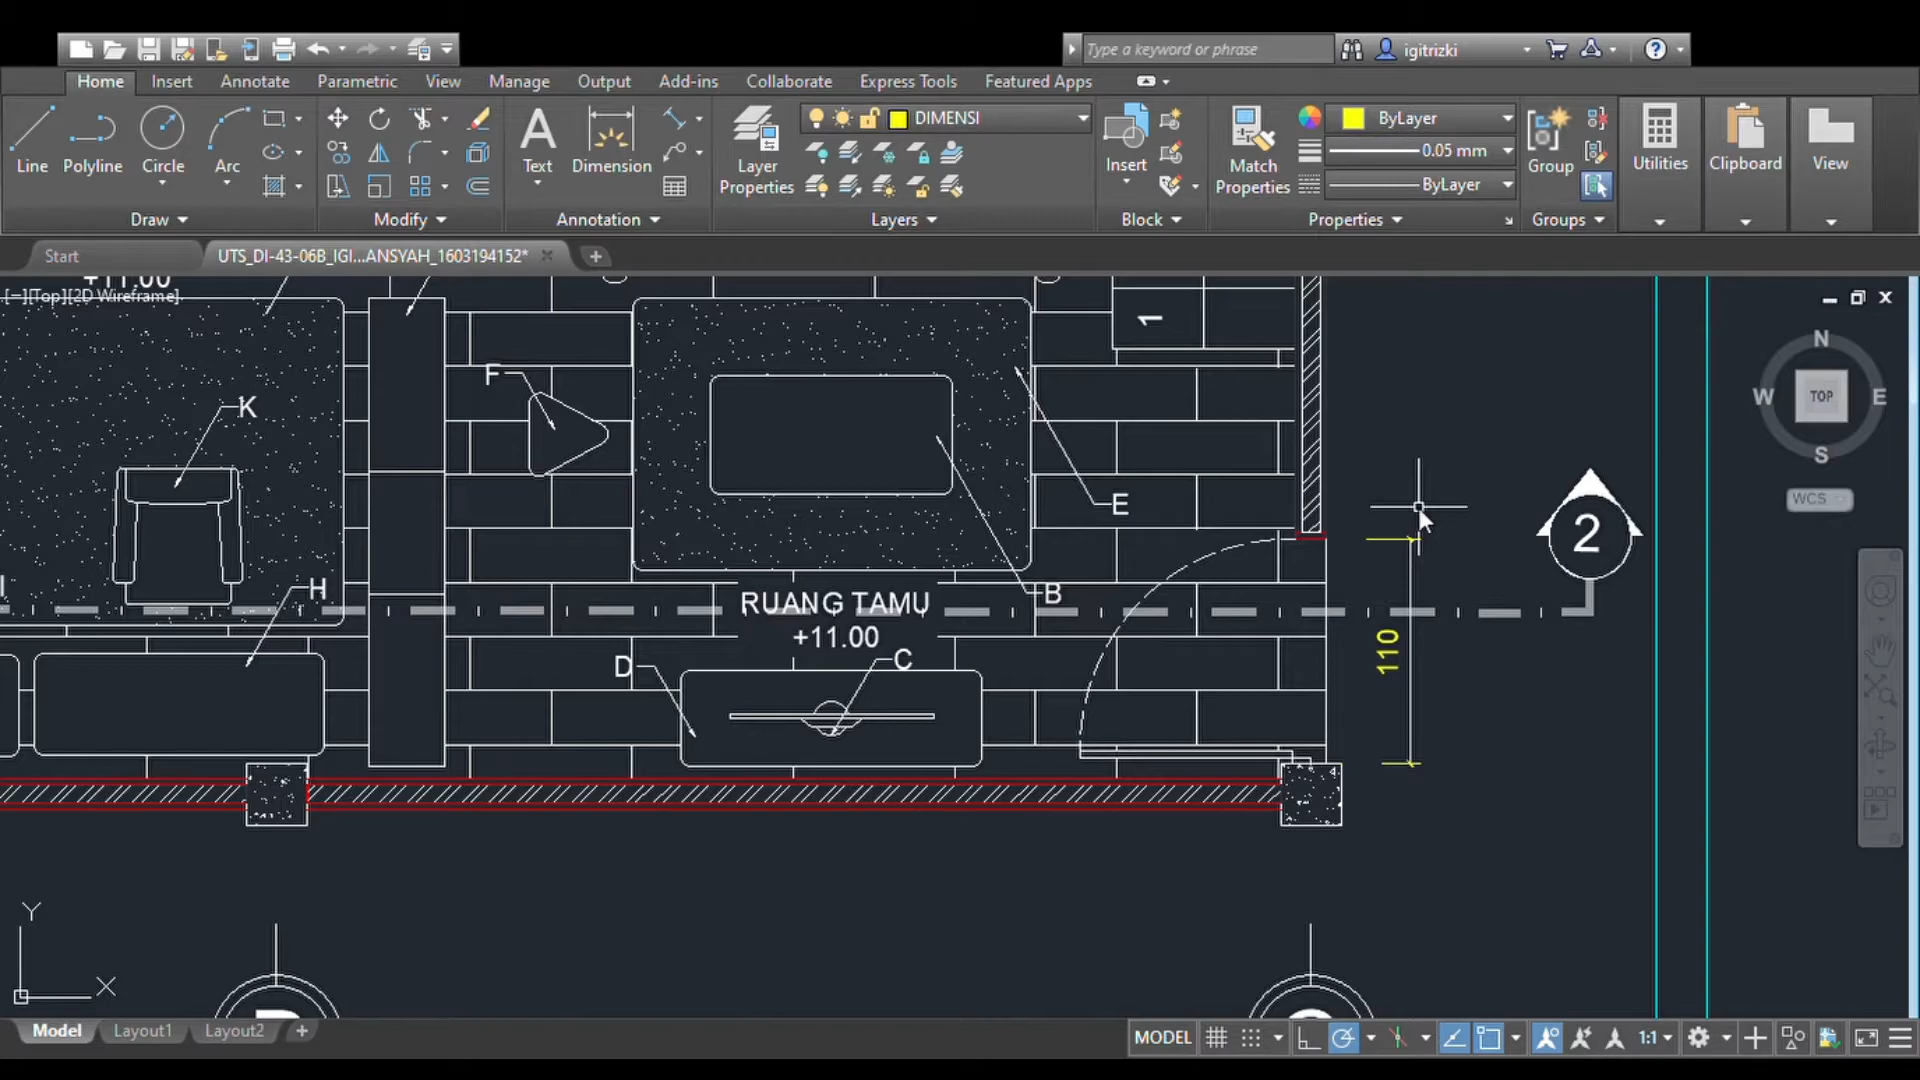 Type a keyword or phrase
igitrizki
Home Insert Annotate Parametric View Manage Output Add-ins Collaborate Express Tools Featured Apps
Line Polyline Circle Arc
Text Dimension
Layer Properties
DIMENSI
Insert
Match Properties
ByLayer
0.05 mm
ByLayer
Group
Utilities
Clipboard
View
Draw Modify Annotation Layers Block Properties Groups
Start
UTS_DI-43-06B_IGI...ANSYAH_1603194152*
+11.00
[−][Top][2D Wireframe]
N
W TOP E
S
WCS
1
F
K
E
2
H
B
RUANG TAMU
+11.00
110
D
C
Y
X
Model Layout1 Layout2
MODEL
1:1